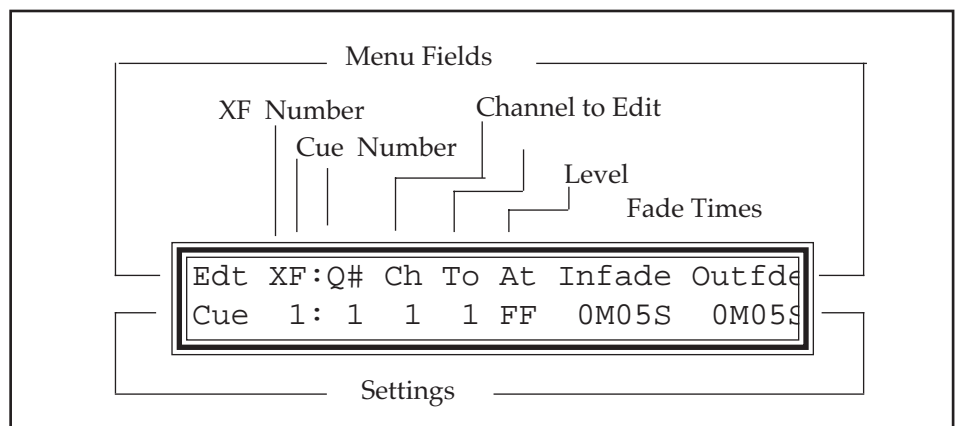 Menu Fields
XF Number
Channel to Edit
Cue Number
Level
Fade Times
Edt XF:Q# Ch To At Infade Outfde
Cue 1: 1 1 1 FF 0M05S 0M05S
Settings